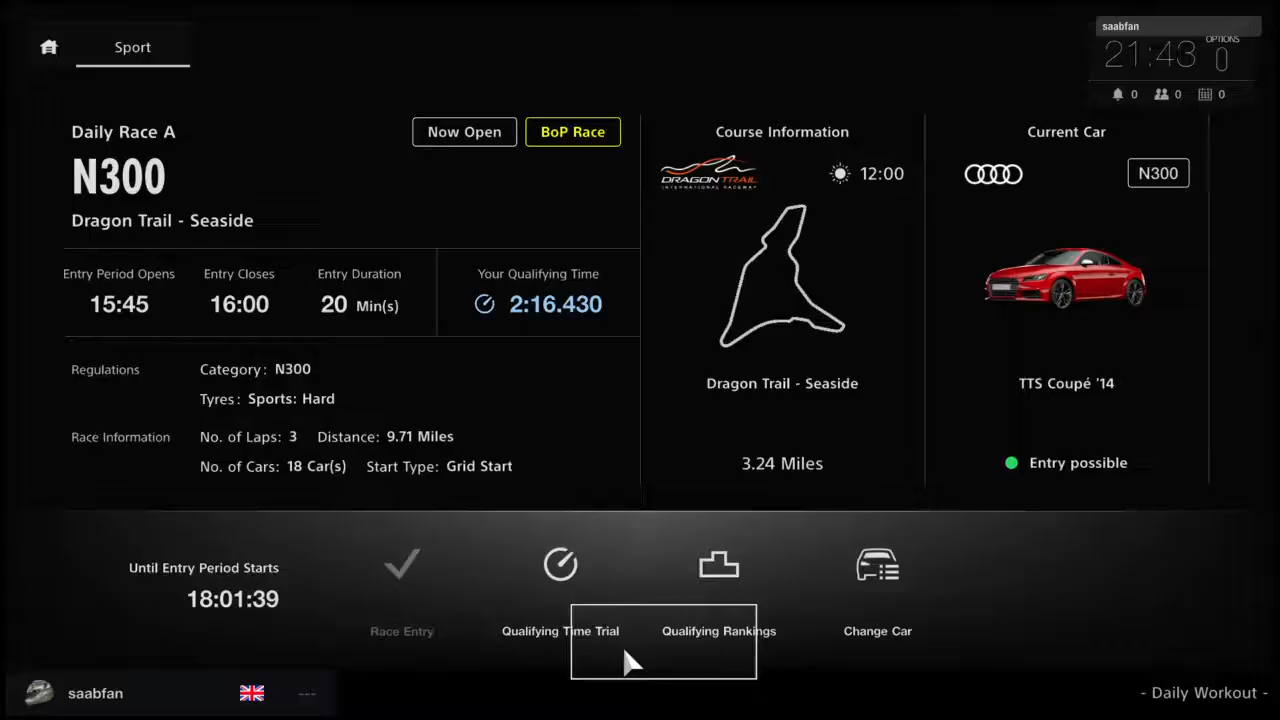 Sport
saabfan
21:43
OPTIONS
0
0 0 0
Daily Race A
Now Open
BoP Race
N300
Dragon Trail - Seaside
Entry Period Opens
Entry Closes
Entry Duration
Your Qualifying Time
15:45
16:00
20 Min(s)
2:16.430
Regulations
Category: N300
Tyres: Sports: Hard
Race Information
No. of Laps: 3 Distance: 9.71 Miles
No. of Cars: 18 Car(s) Start Type: Grid Start
Course Information
DRAGON TRAIL
INTERNATIONAL RACEWAY
12:00
Dragon Trail - Seaside
3.24 Miles
Current Car
N300
TTS Coupé '14
Entry possible
Until Entry Period Starts
18:01:39
Race Entry
Qualifying Time Trial
Qualifying Rankings
Change Car
saabfan
---
- Daily Workout -